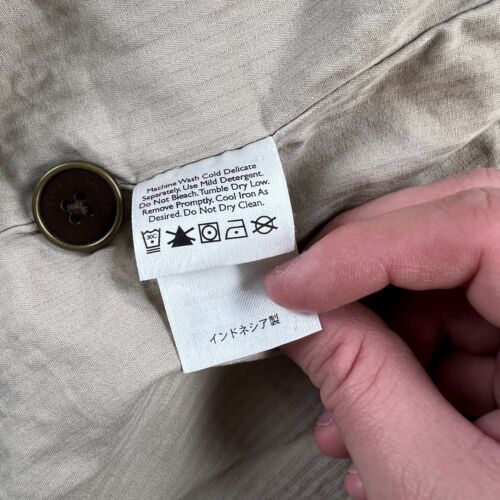 Machine Wash Cold Delicate
Separately. Use Mild Detergent.
Do Not Bleach. Tumble Dry Low.
Remove Promptly. Cool Iron As
Desired. Do Not Dry Clean.
30C
インドネシア製